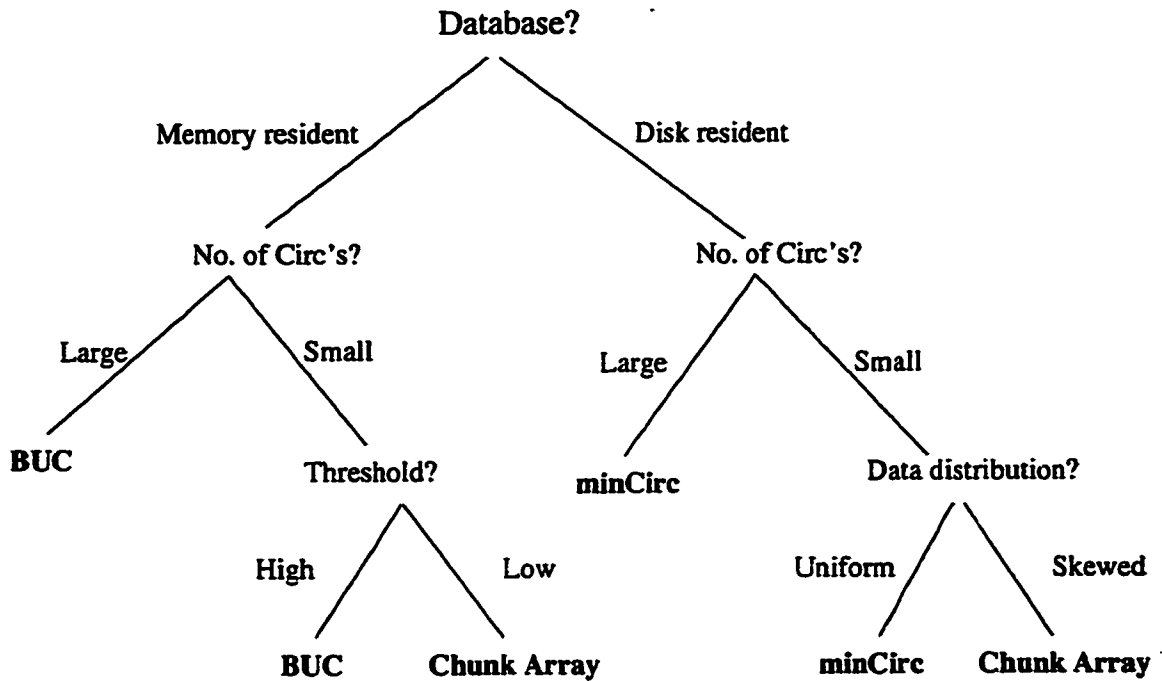 Database?
Memory resident
Disk resident
No. of Circ's?
No. of Circ's?
Large
Small
Large
Small
BUC
Threshold?
minCirc
Data distribution?
High
Low
Uniform
Skewed
BUC
Chunk Array
minCirc
Chunk Array